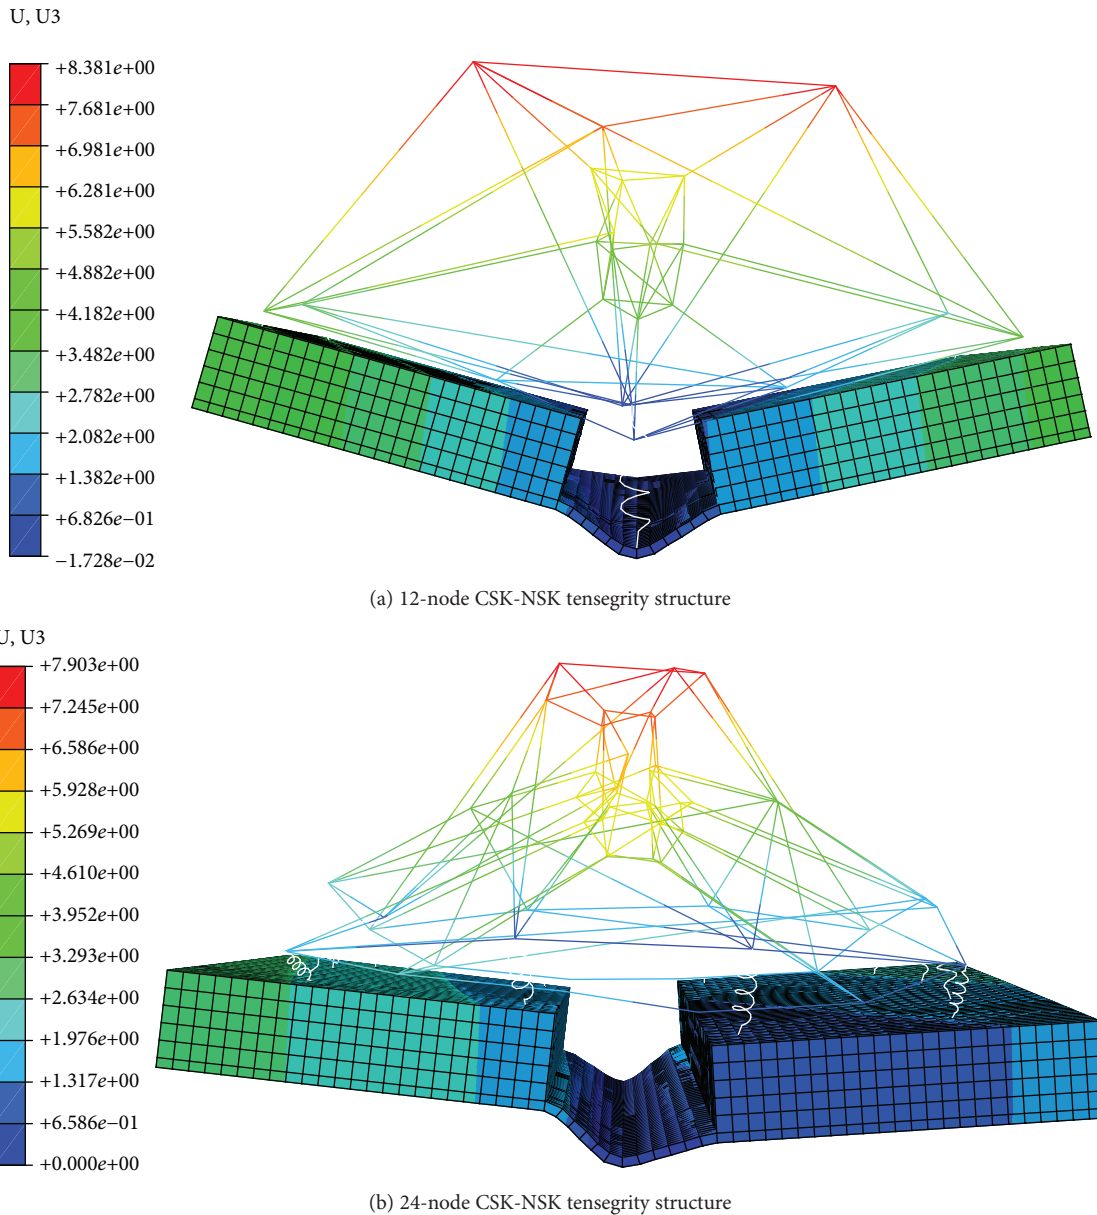 U, U3
+8.381e+00
+7.681e+00
+6.981e+00
+6.281e+00
+5.582e+00
+4.882e+00
+4.182e+00
+3.482e+00
+2.782e+00
+2.082e+00
+1.382e+00
+6.826e−01
−1.728e−02
(a) 12-node CSK-NSK tensegrity structure
U, U3
+7.903e+00
+7.245e+00
+6.586e+00
+5.928e+00
+5.269e+00
+4.610e+00
+3.952e+00
+3.293e+00
+2.634e+00
+1.976e+00
+1.317e+00
+6.586e−01
+0.000e+00
(b) 24-node CSK-NSK tensegrity structure